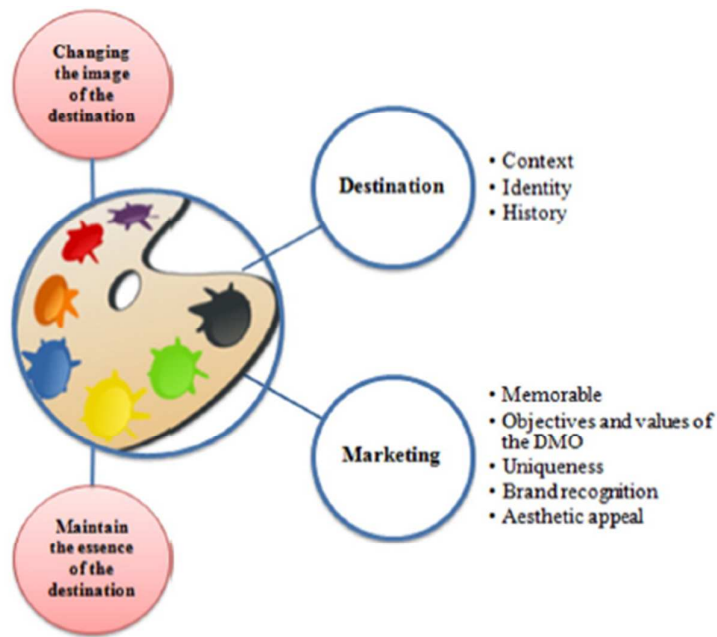 Changing
the image
of the
destination
Destination
• Context
• Identity
• History
Marketing
• Memorable
• Objectives and values of
the DMO
• Uniqueness
• Brand recognition
• Aesthetic appeal
Maintain
the essence
of the
destination